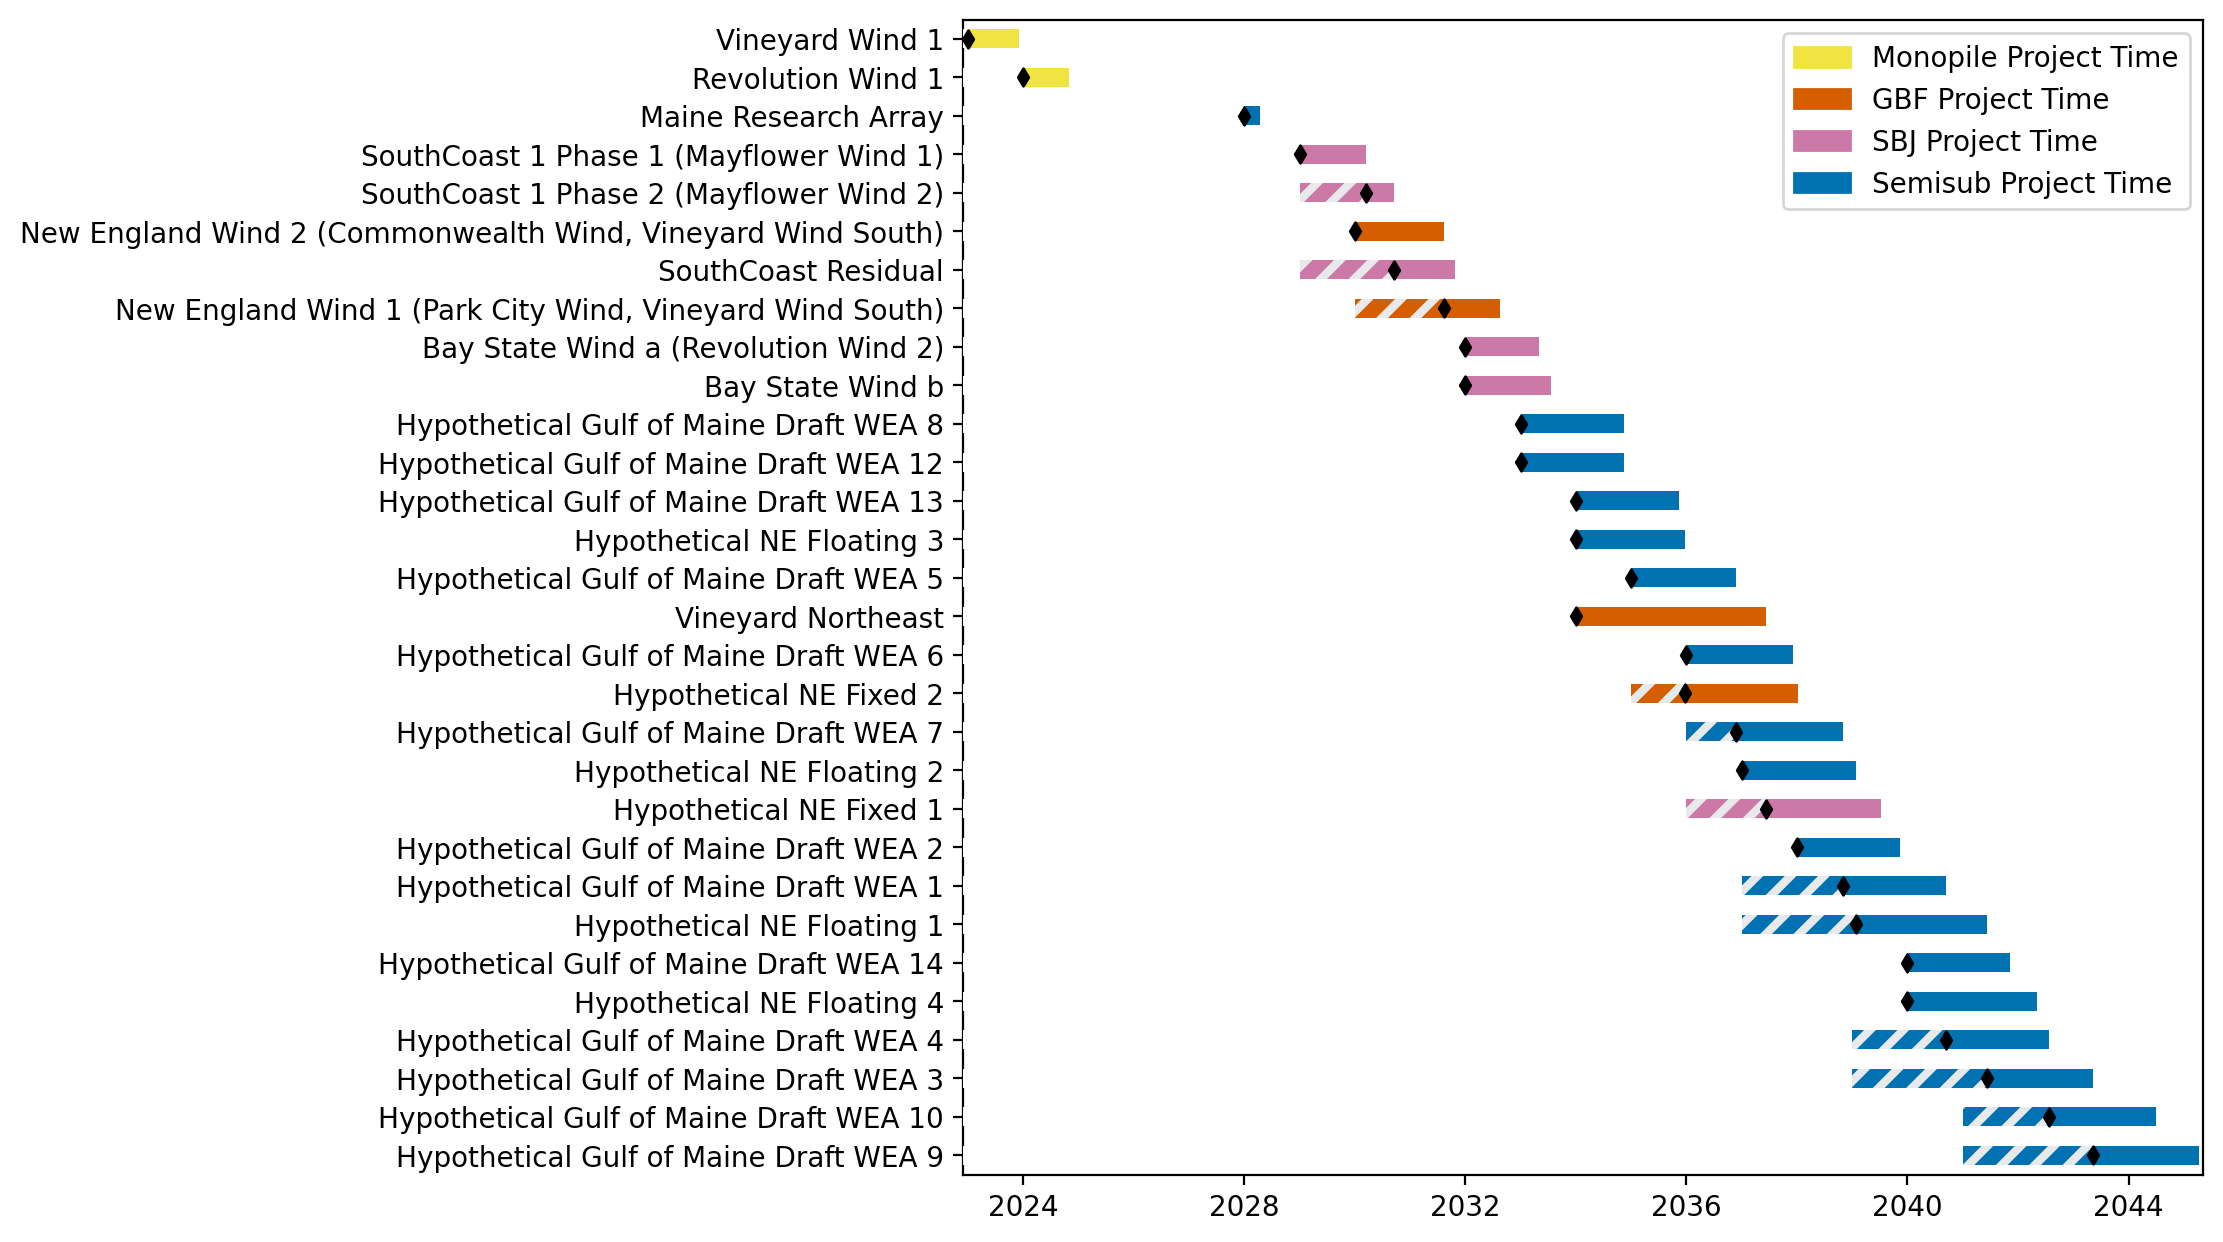 Vineyard Wind 1
Revolution Wind 1
Maine Research Array
SouthCoast 1 Phase 1 (Mayflower Wind 1)
SouthCoast 1 Phase 2 (Mayflower Wind 2)
New England Wind 2 (Commonwealth Wind, Vineyard Wind South)
SouthCoast Residual
New England Wind 1 (Park City Wind, Vineyard Wind South)
Bay State Wind a (Revolution Wind 2)
Bay State Wind b
Hypothetical Gulf of Maine Draft WEA 8
Hypothetical Gulf of Maine Draft WEA 12
Hypothetical Gulf of Maine Draft WEA 13
Hypothetical NE Floating 3
Hypothetical Gulf of Maine Draft WEA 5
Vineyard Northeast
Hypothetical Gulf of Maine Draft WEA 6
Hypothetical NE Fixed 2
Hypothetical Gulf of Maine Draft WEA 7
Hypothetical NE Floating 2
Hypothetical NE Fixed 1
Hypothetical Gulf of Maine Draft WEA 2
Hypothetical Gulf of Maine Draft WEA 1
Hypothetical NE Floating 1
Hypothetical Gulf of Maine Draft WEA 14
Hypothetical NE Floating 4
Hypothetical Gulf of Maine Draft WEA 4
Hypothetical Gulf of Maine Draft WEA 3
Hypothetical Gulf of Maine Draft WEA 10
Hypothetical Gulf of Maine Draft WEA 9
Monopile Project Time
GBF Project Time
SBJ Project Time
Semisub Project Time
2024 2028 2032 2036 2040 2044